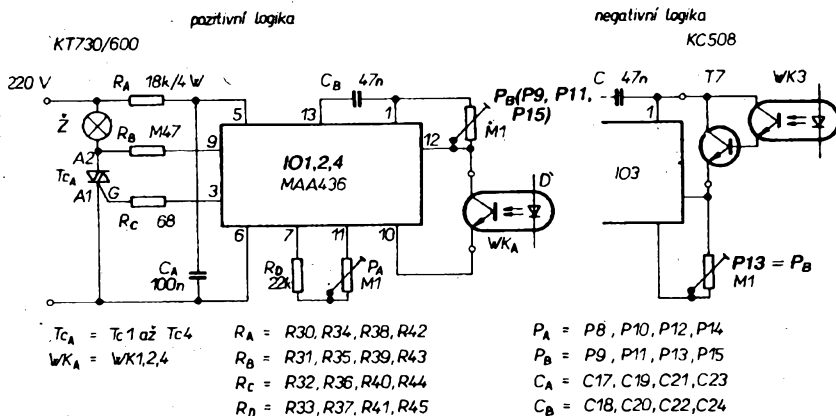 pozitivní logika
negativní logika
KT730/600
KC508
220 V
R_A 18k/4 W
C_B 47n
P_B (P9, P11, P15)
M1
C 47n
T7
WK3
Ž
5
13
1
1
R_B M47
9
12
IO1,2,4
MAA436
IO3
A2
Tc_A
A1
G
3
R_C 68
6
7
11
10
D
WK_A
C_A
100n
R_D
22k
P_A
M1
P13 = P_B
M1
Tc_A = Tc1 až Tc4
WK_A = WK1,2,4
R_A = R30, R34, R38, R42
R_B = R31, R35, R39, R43
R_C = R32, R36, R40, R44
R_D = R33, R37, R41, R45
P_A = P8, P10, P12, P14
P_B = P9, P11, P13, P15
C_A = C17, C19, C21, C23
C_B = C18, C20, C22, C24